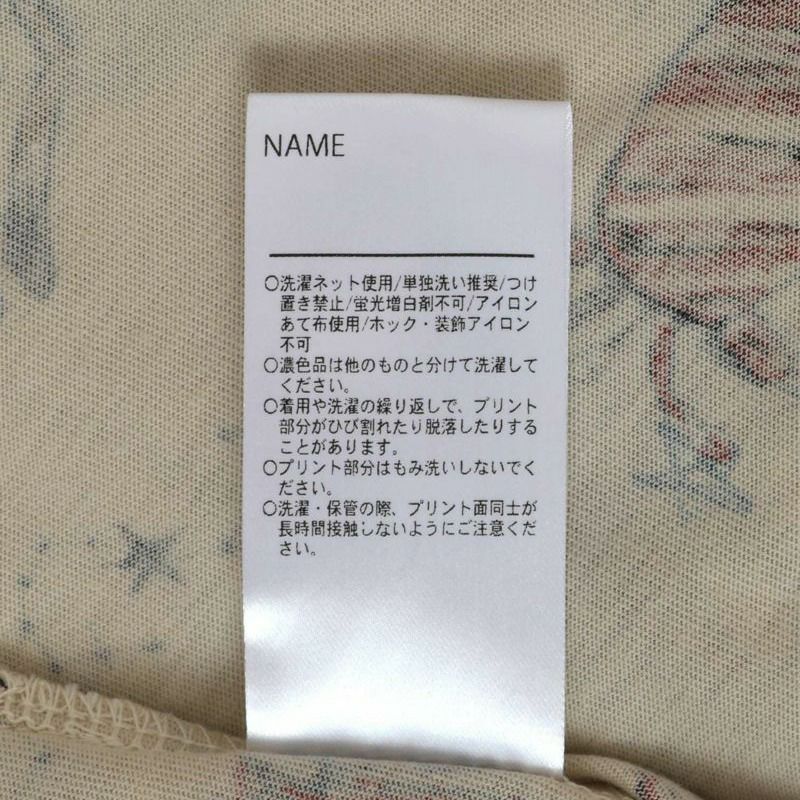 NAME
○洗濯ネット使用/単独洗い推奨/つけ
置き禁止/蛍光増白剤不可/アイロン
あて布使用/ホック・装飾アイロン
不可
○濃色品は他のものと分けて洗濯して
ください。
○着用や洗濯の繰り返しで、プリント
部分がひび割れたり脱落したりする
ことがあります。
○プリント部分はもみ洗いしないでく
ださい。
○洗濯・保管の際、プリント面同士が
長時間接触しないようにご注意くだ
さい。